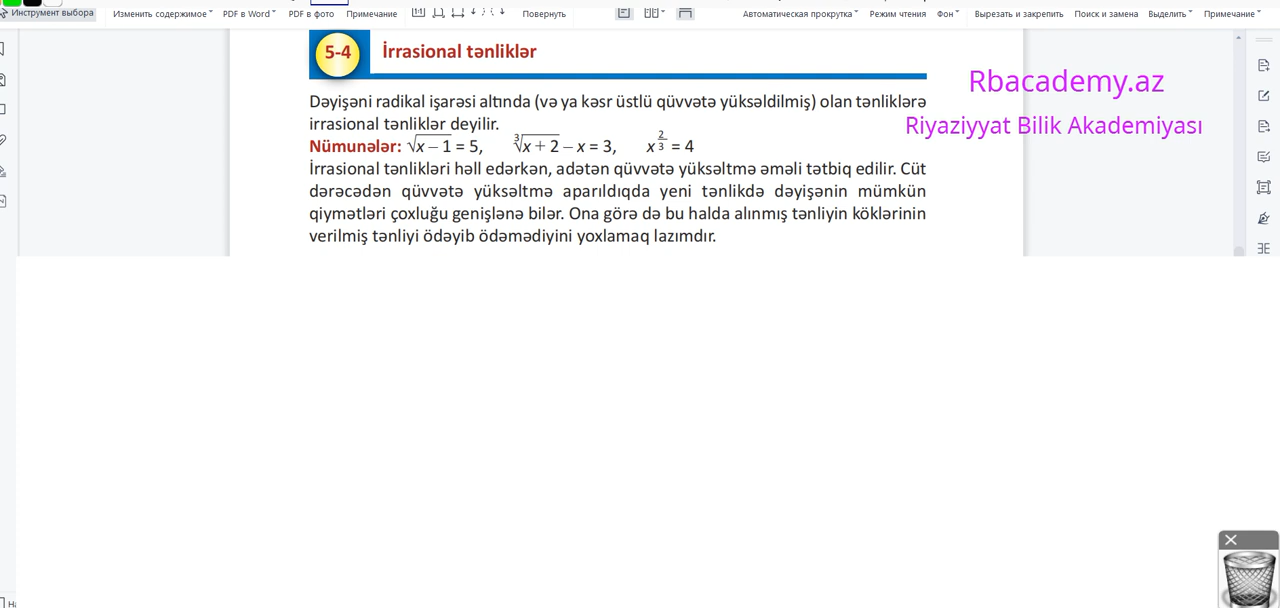 Инструмент выбора Изменить содержимое PDF в Word PDF в фото Примечание Повернуть Автоматическая прокрутка Режим чтения Фон Вырезать и закрепить Поиск и замена Выделить Примечание
5-4 İrrasional tənliklər
Rbacademy.az
Riyaziyyat Bilik Akademiyası
Dəyişəni radikal işarəsi altında (və ya kəsr üstlü qüvvətə yüksəldilmiş) olan tənliklərə
irrasional tənliklər deyilir.
Nümunələr: √(x – 1) = 5, ∛(x + 2) – x = 3, x^(2/3) = 4
İrrasional tənlikləri həll edərkən, adətən qüvvətə yüksəltmə əməli tətbiq edilir. Cüt
dərəcədən qüvvətə yüksəltmə aparıldıqda yeni tənlikdə dəyişənin mümkün
qiymətləri çoxluğu genişlənə bilər. Ona görə də bu halda alınmış tənliyin köklərinin
verilmiş tənliyi ödəyib ödəmədiyini yoxlamaq lazımdır.